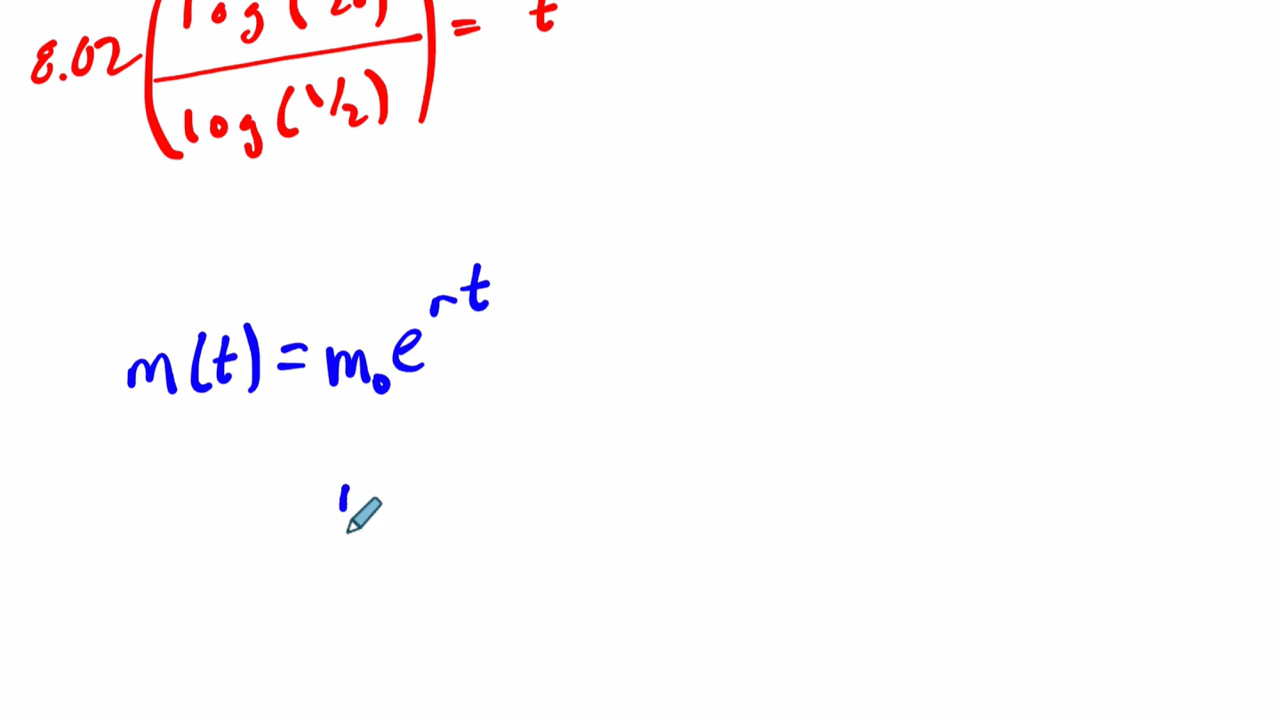 8.02 ( log ( 20 ) / log ( 1/2 ) ) = t
m(t) = m₀e^rt